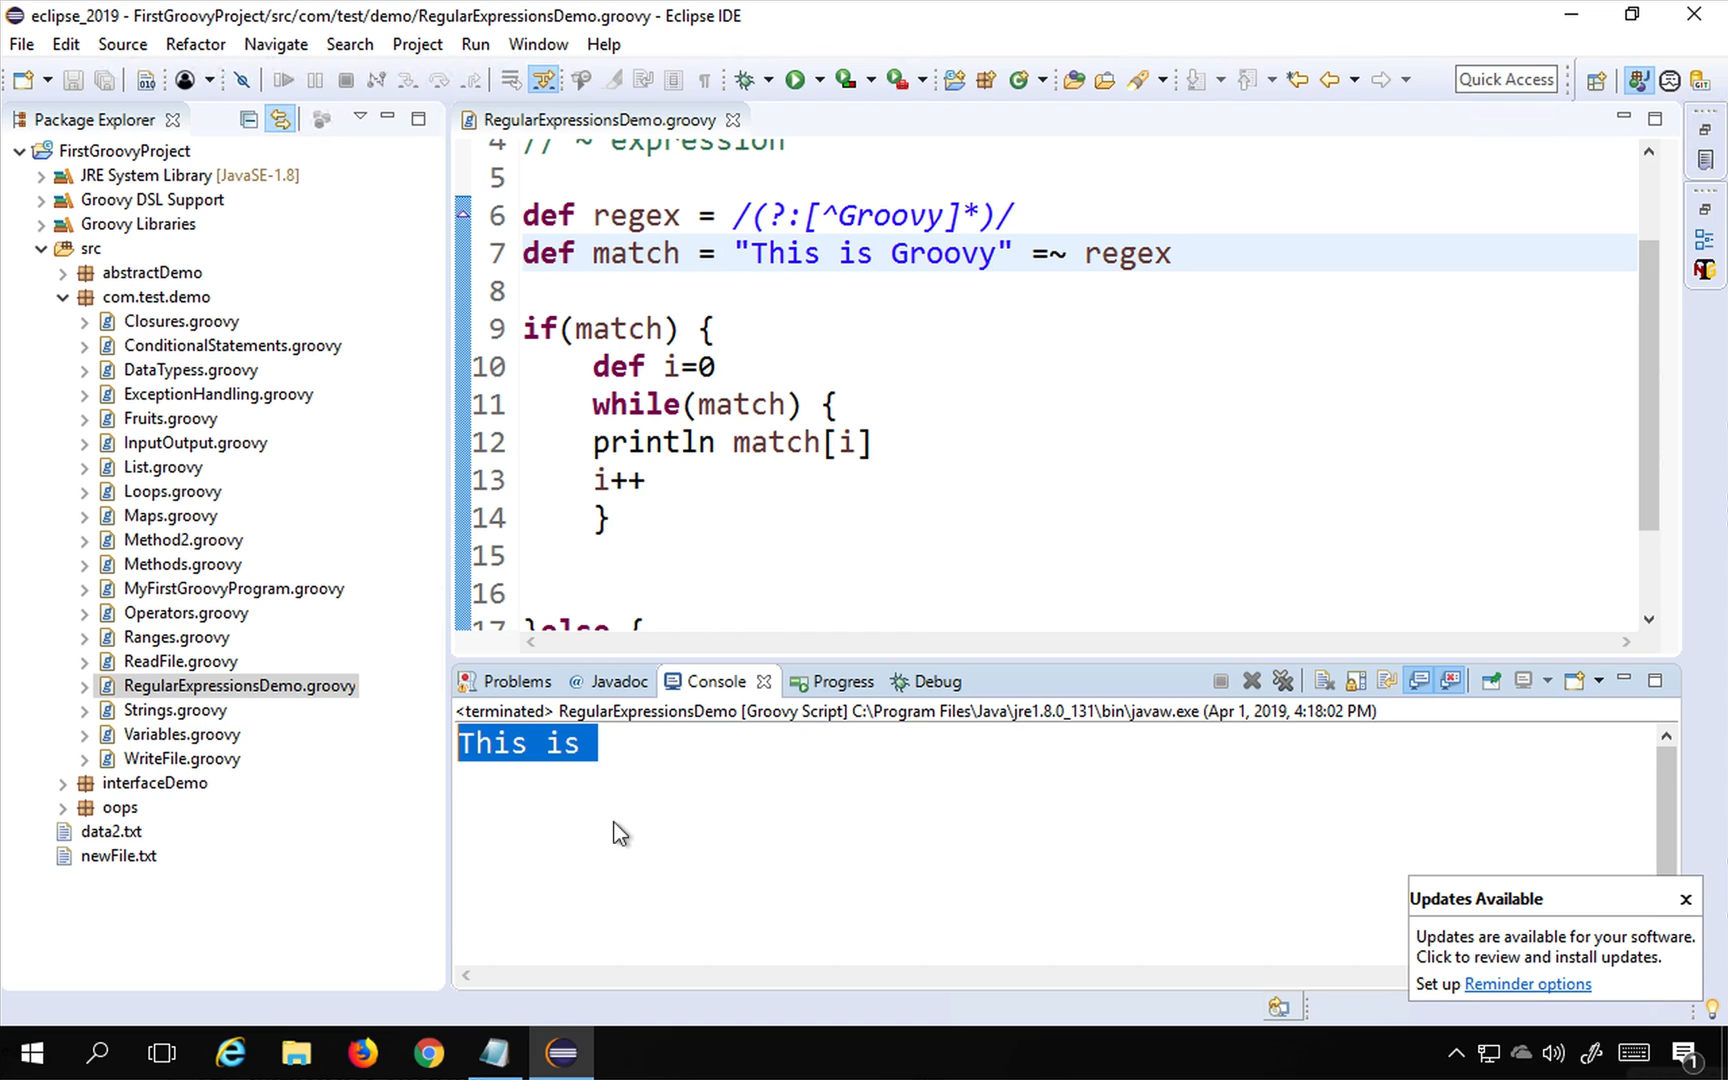 eclipse_2019 - FirstGroovyProject/src/com/test/demo/RegularExpressionsDemo.groovy - Eclipse IDE
File Edit Source Refactor Navigate Search Project Run Window Help
Quick Access
Package Explorer
FirstGroovyProject
JRE System Library [JavaSE-1.8]
Groovy DSL Support
Groovy Libraries
src
abstractDemo
com.test.demo
Closures.groovy
ConditionalStatements.groovy
DataTypess.groovy
ExceptionHandling.groovy
Fruits.groovy
InputOutput.groovy
List.groovy
Loops.groovy
Maps.groovy
Method2.groovy
Methods.groovy
MyFirstGroovyProgram.groovy
Operators.groovy
Ranges.groovy
ReadFile.groovy
RegularExpressionsDemo.groovy
Strings.groovy
Variables.groovy
WriteFile.groovy
interfaceDemo
oops
data2.txt
newFile.txt
RegularExpressionsDemo.groovy
4 // ~ expression
5
6 def regex = /(?:[^Groovy]*)/
7 def match = "This is Groovy" =~ regex
8
9 if(match) {
10 def i=0
11 while(match) {
12 println match[i]
13 i++
14 }
15
16
17 }else {
Problems @ Javadoc Console Progress Debug
<terminated> RegularExpressionsDemo [Groovy Script] C:\Program Files\Java\jre1.8.0_131\bin\javaw.exe (Apr 1, 2019, 4:18:02 PM)
This is
Updates Available
Updates are available for your software.
Click to review and install updates.
Set up Reminder options
1